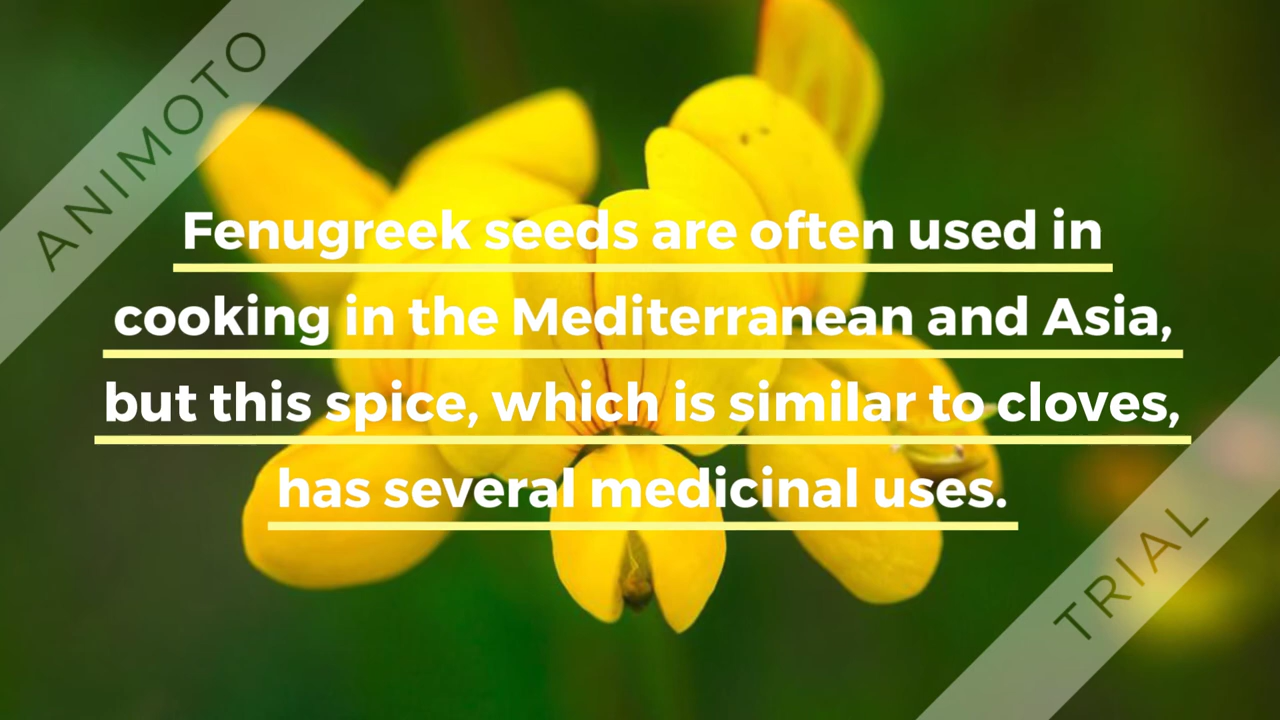 ANIMOTO
Fenugreek seeds are often used in
cooking in the Mediterranean and Asia,
but this spice, which is similar to cloves,
has several medicinal uses.
TRIAL